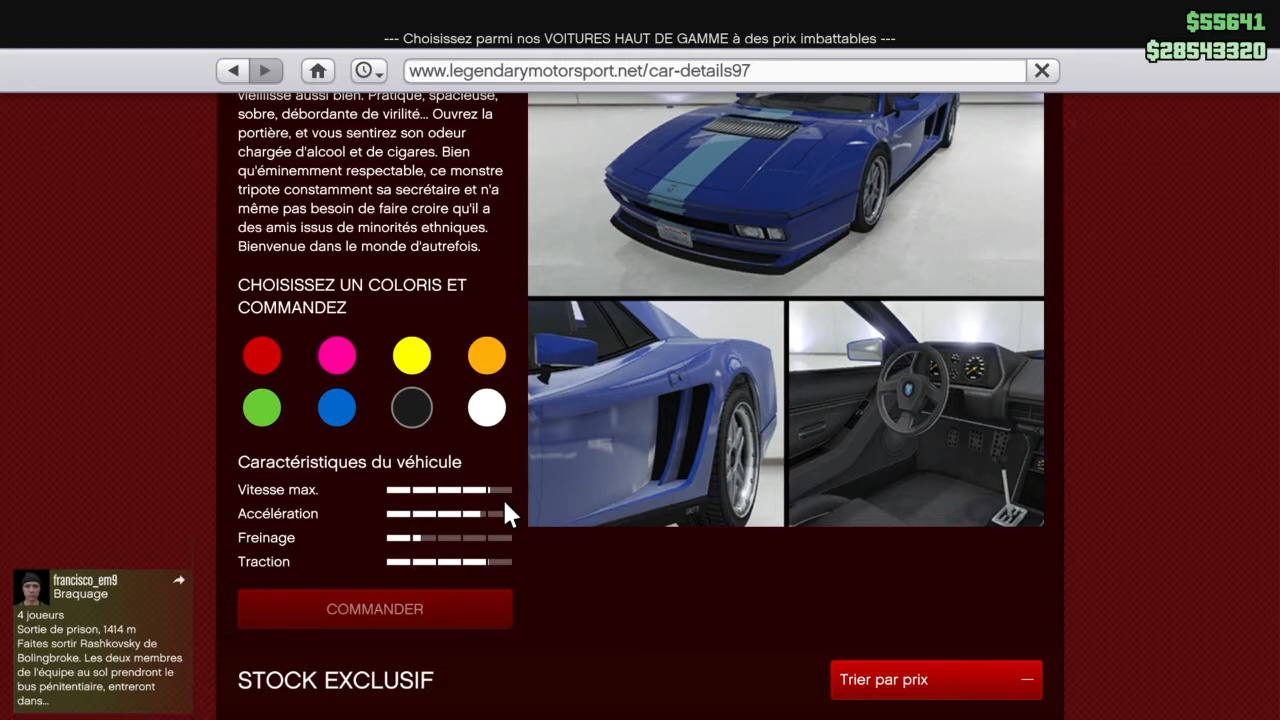 $55641
--- Choisissez parmi nos VOITURES HAUT DE GAMME à des prix imbattables ---
$28543320
www.legendarymotorsport.net/car-details97
vieillisse aussi bien. Pratique, spacieuse,
sobre, débordante de virilité... Ouvrez la
portière, et vous sentirez son odeur
chargée d'alcool et de cigares. Bien
qu'éminemment respectable, ce monstre
tripote constamment sa secrétaire et n'a
même pas besoin de faire croire qu'il a
des amis issus de minorités ethniques.
Bienvenue dans le monde d'autrefois.
CHOISISSEZ UN COLORIS ET
COMMANDEZ
Caractéristiques du véhicule
Vitesse max.
Accélération
Freinage
Traction
COMMANDER
STOCK EXCLUSIF
Trier par prix
francisco_em9
Braquage
4 joueurs
Sortie de prison, 1414 m
Faites sortir Rashkovsky de
Bolingbroke. Les deux membres
de l'équipe au sol prendront le
bus pénitentiaire, entreront
dans...